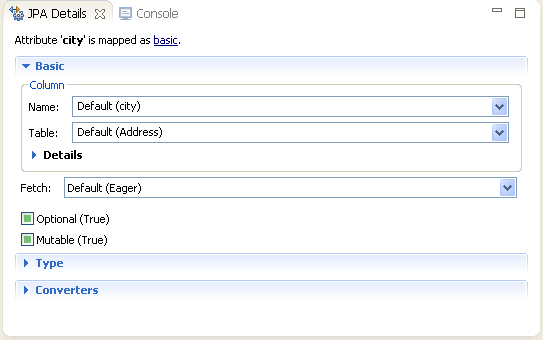 JPA Details Console
Attribute 'city' is mapped as basic.
Basic
Column
Name: Default (city)
Table: Default (Address)
Details
Fetch: Default (Eager)
Optional (True)
Mutable (True)
Type
Converters